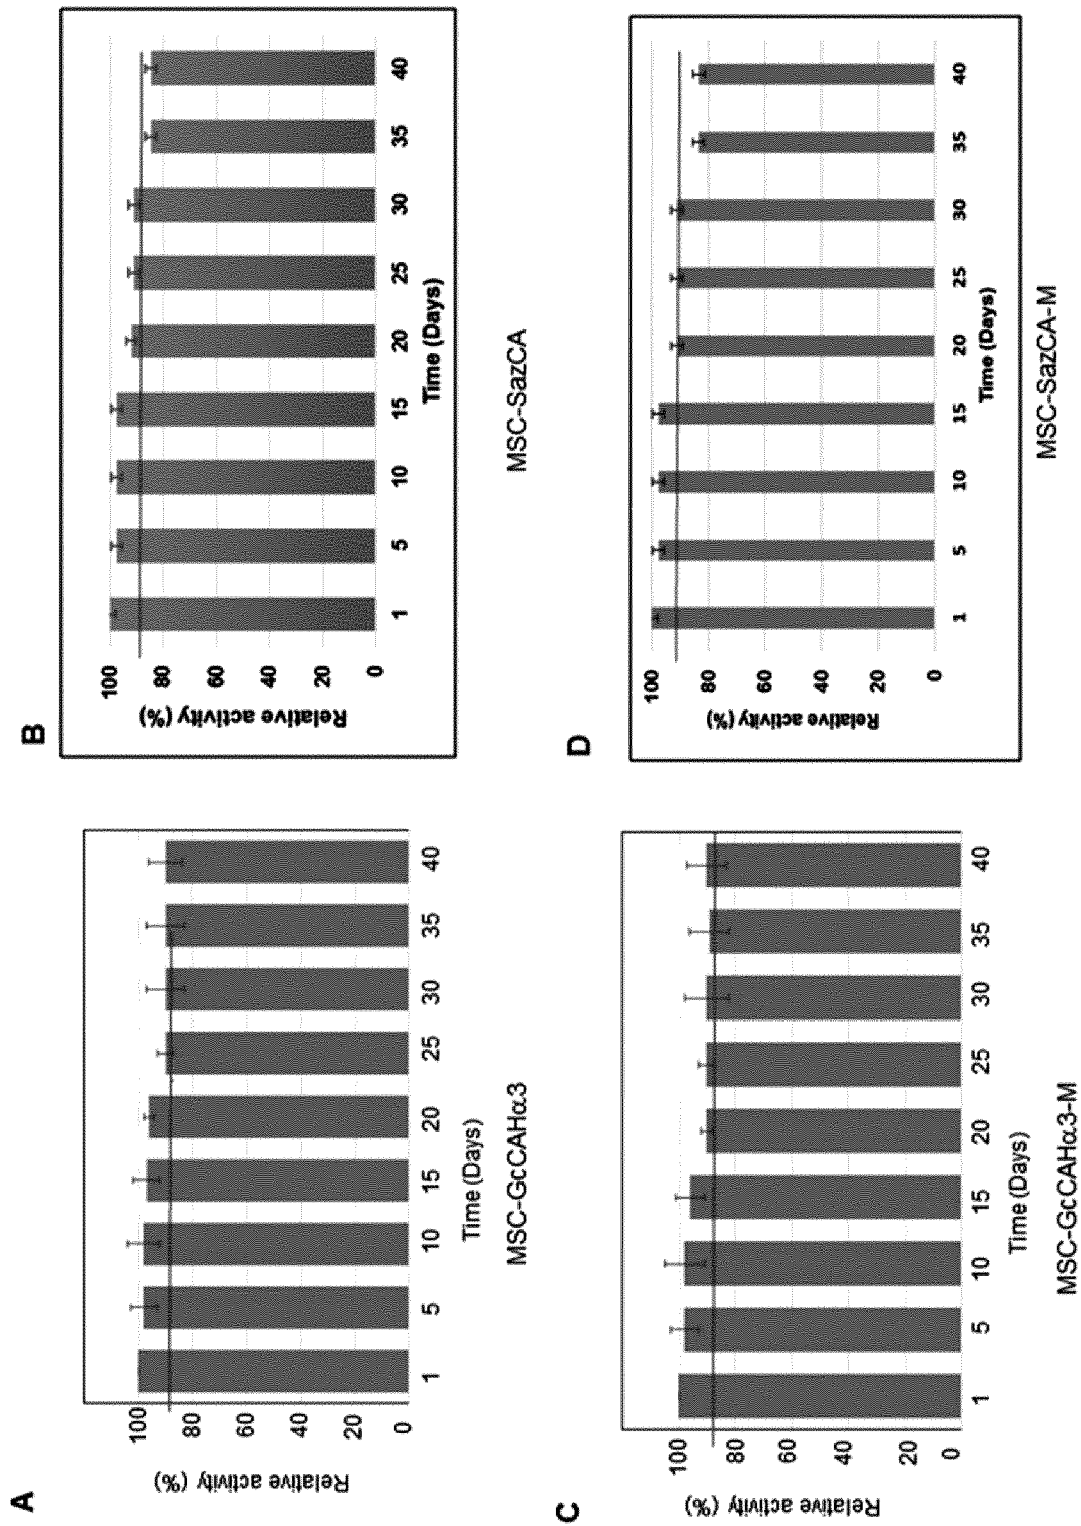 A
Relative activity (%)
100
80
60
40
20
0
1 5 10 15 20 25 30 35 40
Time (Days)
MSC-GcCAHα3
B
Relative activity (%)
100
80
60
40
20
0
1 5 10 15 20 25 30 35 40
Time (Days)
MSC-SazCA
C
Relative activity (%)
100
80
60
40
20
0
1 5 10 15 20 25 30 35 40
Time (Days)
MSC-GcCAHα3-M
D
Relative activity (%)
100
80
60
40
20
0
1 5 10 15 20 25 30 35 40
Time (Days)
MSC-SazCA-M